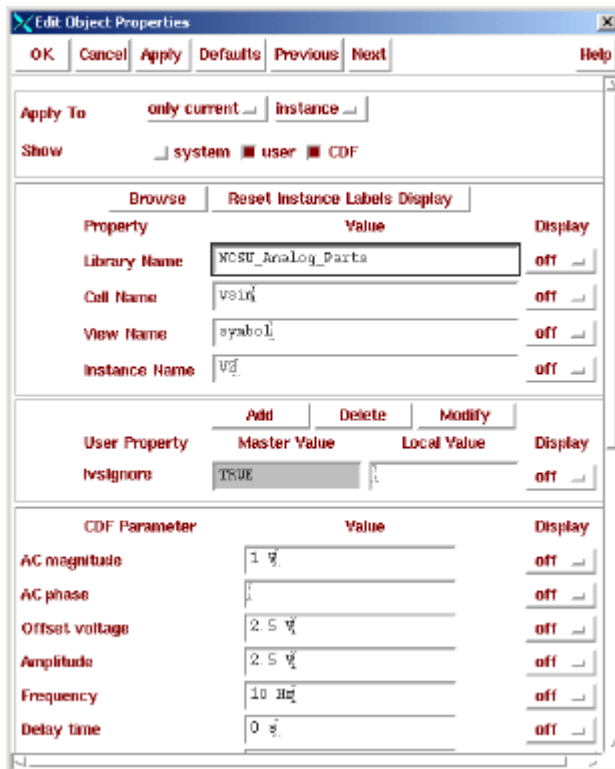 Edit Object Properties
OK Cancel Apply Defaults Previous Next Help
Apply To only current instance
Show system user CDF
Browse Reset Instance Labels Display
Property Value Display
Library Name NCSU_Analog_Parts off
Cell Name vsin off
View Name symbol off
Instance Name off
Add Delete Modify
User Property Master Value Local Value Display
lvsIgnore TRUE off
CDF Parameter Value Display
AC magnitude 1 V off
AC phase off
Offset voltage 2.5 V off
Amplitude 2.5 V off
Frequency 10 Hz off
Delay time 0 s off